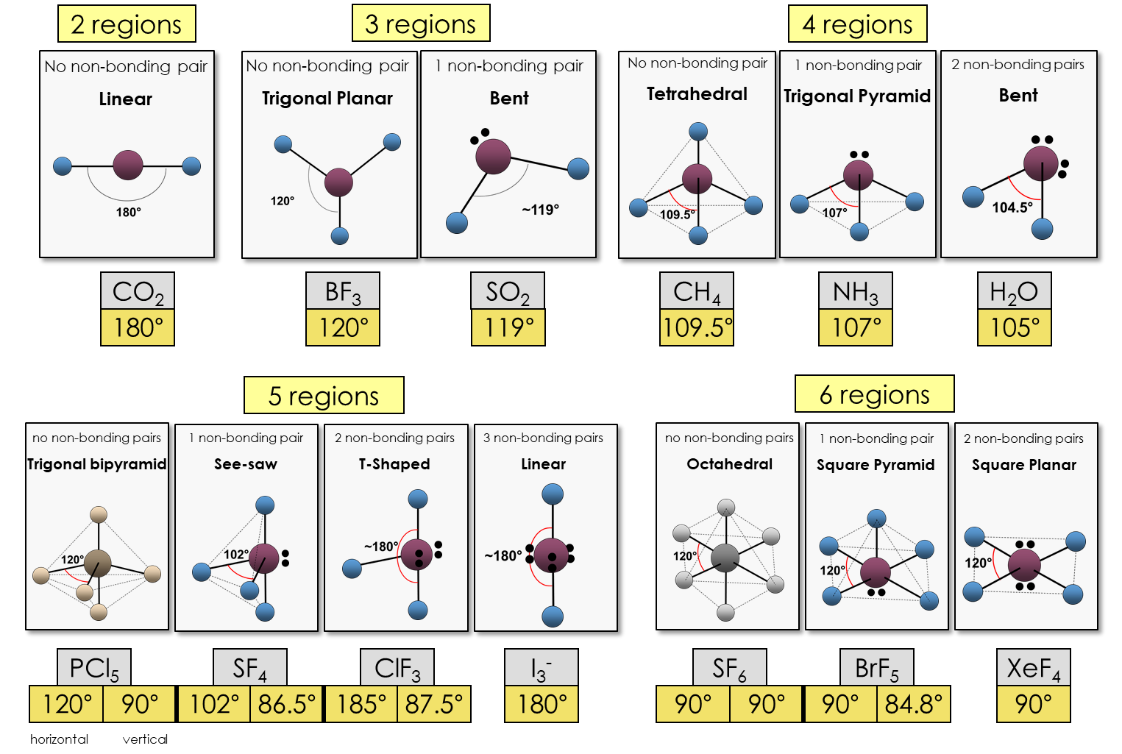 2 regions
3 regions
4 regions
No non-bonding pair
Linear
180°
No non-bonding pair
Trigonal Planar
120°
1 non-bonding pair
Bent
~119°
No non-bonding pair
Tetrahedral
109.5°
1 non-bonding pair
Trigonal Pyramid
107°
2 non-bonding pairs
Bent
104.5°
CO₂
180°
BF₃
120°
SO₂
119°
CH₄
109.5°
NH₃
107°
H₂O
105°
5 regions
6 regions
no non-bonding pairs
Trigonal bipyramid
120°
1 non-bonding pair
See-saw
102°
2 non-bonding pairs
T-Shaped
~180°
3 non-bonding pairs
Linear
~180°
no non-bonding pairs
Octahedral
120°
1 non-bonding pair
Square Pyramid
120°
2 non-bonding pairs
Square Planar
120°
PCl₅
120° 90°
SF₄
102° 86.5°
ClF₃
185° 87.5°
I₃⁻
180°
SF₆
90° 90°
BrF₅
90° 84.8°
XeF₄
90°
horizontal vertical